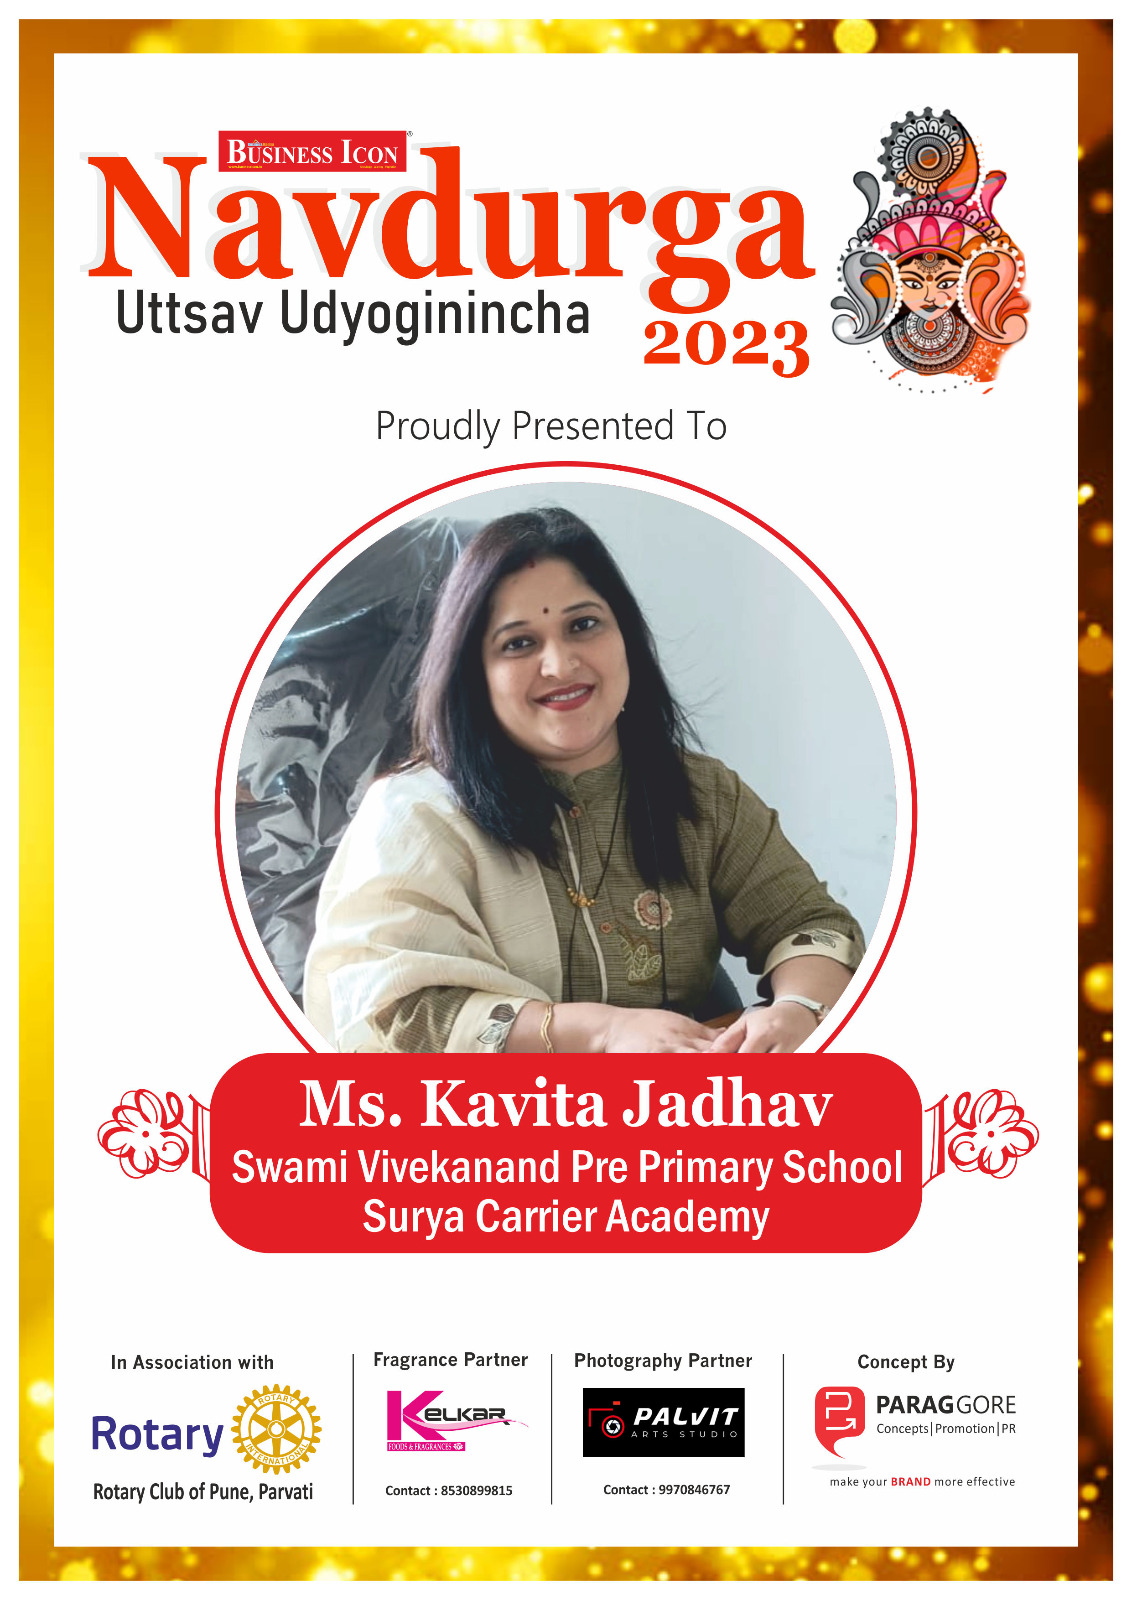 BUSINESS ICON®
Navdurga
Uttsav Udyoginincha
2023
Proudly Presented To
Ms. Kavita Jadhav
Swami Vivekanand Pre Primary School
Surya Carrier Academy
In Association with
Rotary
ROTARY
INTERNATIONAL
Rotary Club of Pune, Parvati
Fragrance Partner
KELKAR
FOODS & FRAGRANCES
Contact : 8530899815
Photography Partner
PALVIT
ARTS STUDIO
Contact : 9970846767
Concept By
PARAGGORE
Concepts|Promotion|PR
make your BRAND more effective